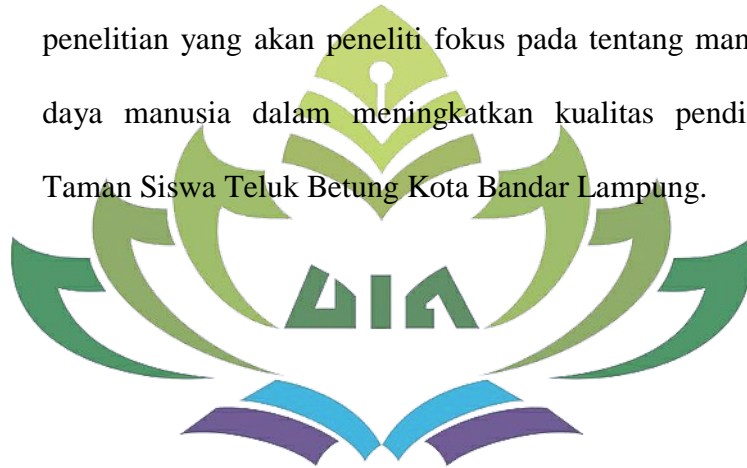 penelitian yang akan peneliti fokus pada tentang man
daya manusia dalam meningkatkan kualitas pendi
Taman Siswa Teluk Betung Kota Bandar Lampung.
UIN